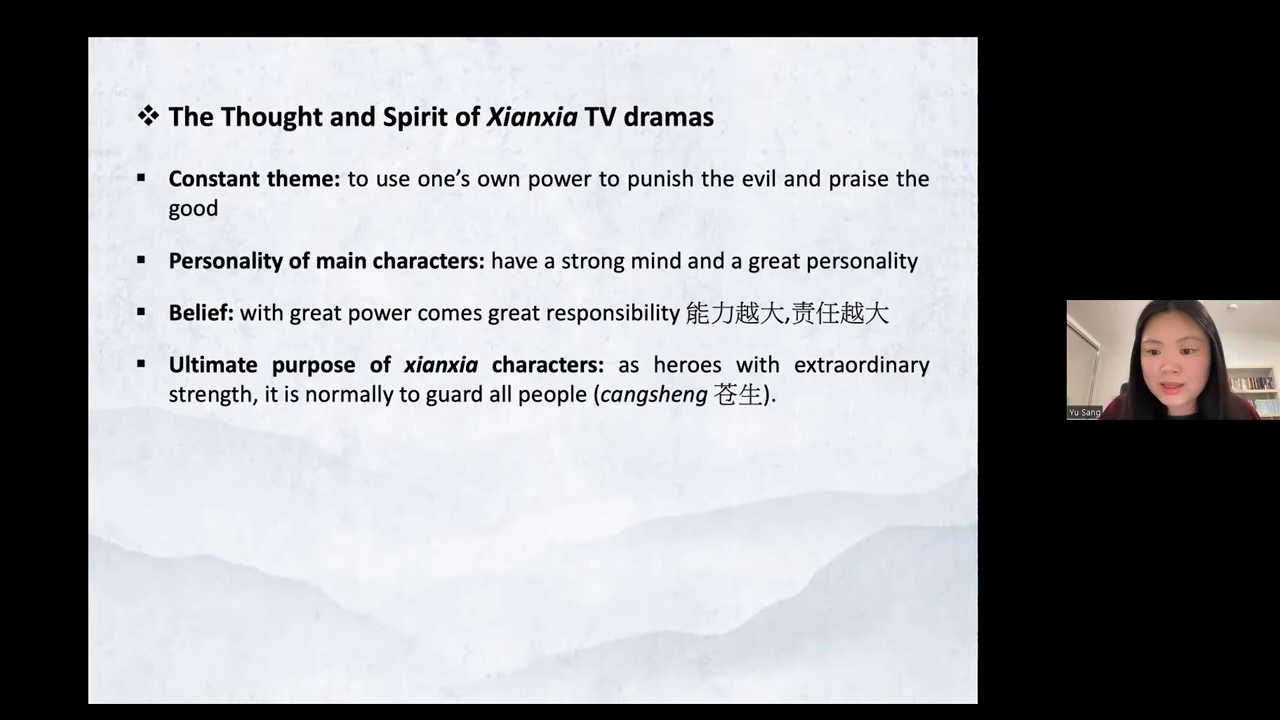 ❖ The Thought and Spirit of Xianxia TV dramas
▪ Constant theme: to use one’s own power to punish the evil and praise the
good
▪ Personality of main characters: have a strong mind and a great personality
▪ Belief: with great power comes great responsibility 能力越大,责任越大
▪ Ultimate purpose of xianxia characters: as heroes with extraordinary
strength, it is normally to guard all people (cangsheng 苍生).
Yu Sang